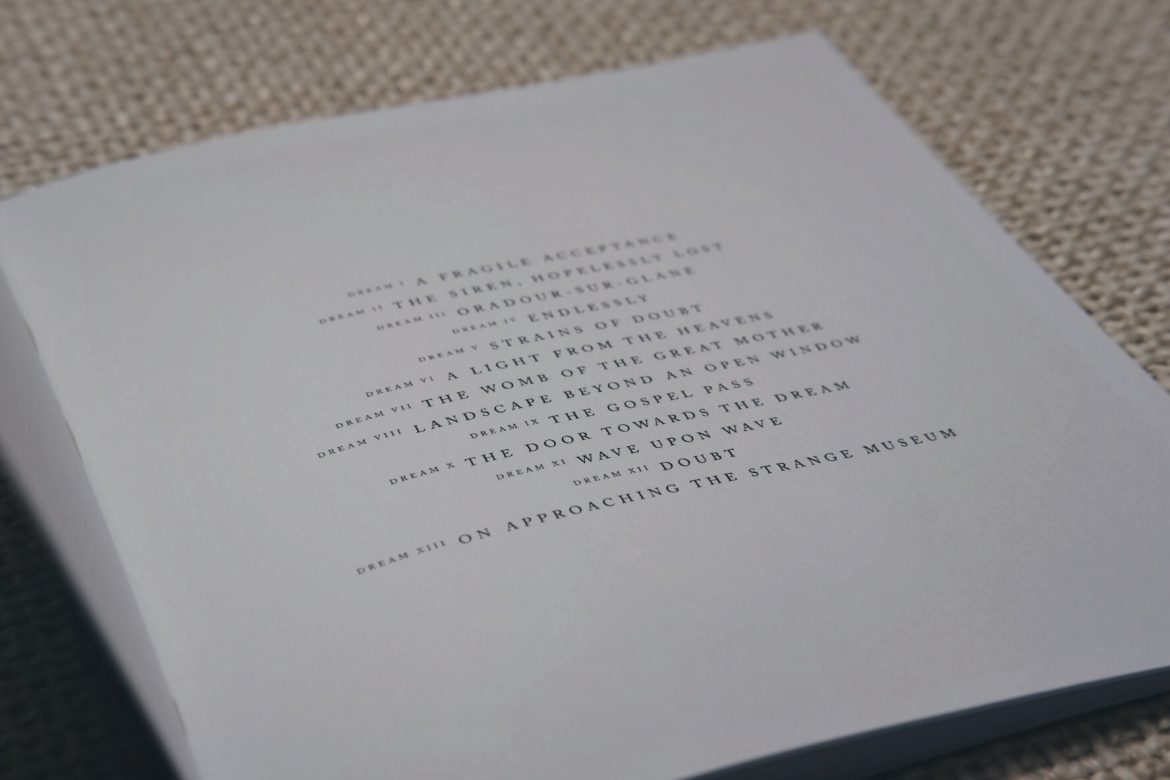 DREAM I A FRAGILE ACCEPTANCE
DREAM II THE SIREN, HOPELESSLY LOST
DREAM III ORADOUR-SUR-GLANE
DREAM IV ENDLESSLY
DREAM V STRAINS OF DOUBT
DREAM VI A LIGHT FROM THE HEAVENS
DREAM VII THE WOMB OF THE GREAT MOTHER
DREAM VIII LANDSCAPE BEYOND AN OPEN WINDOW
DREAM IX THE GOSPEL PASS
DREAM X THE DOOR TOWARDS THE DREAM
DREAM XI WAVE UPON WAVE
DREAM XII DOUBT
DREAM XIII ON APPROACHING THE STRANGE MUSEUM